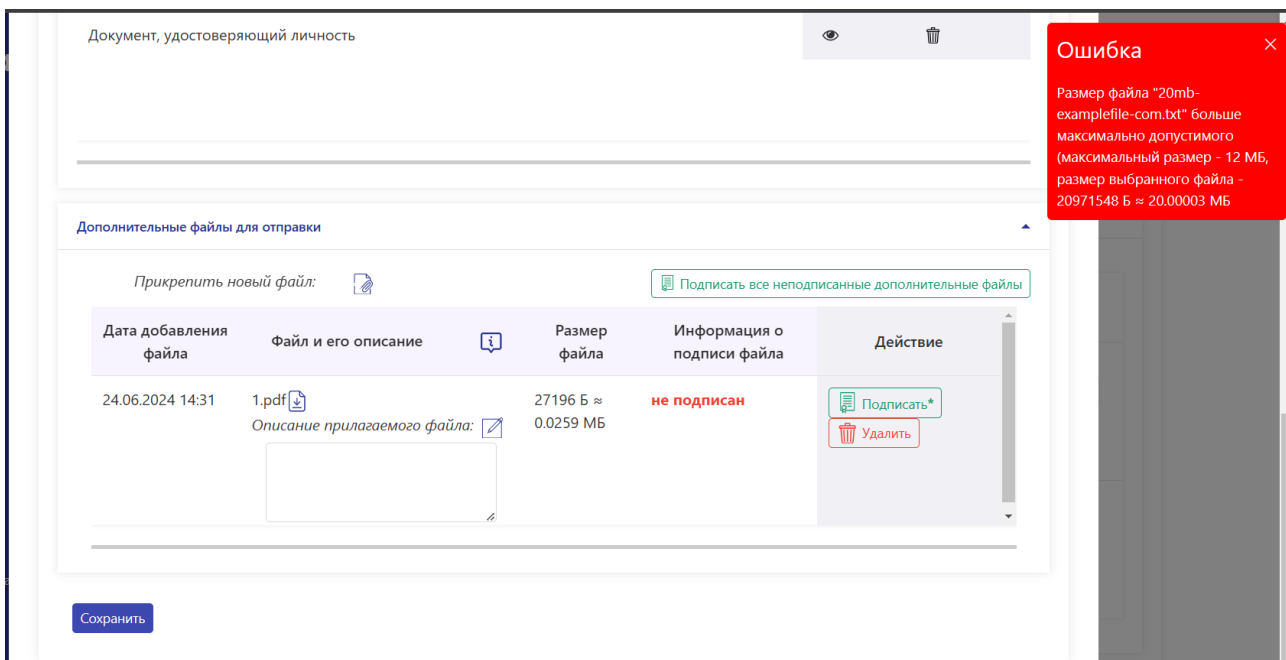 Документ, удостоверяющий личность
Ошибка
Размер файла "20mb-
examplefile-com.txt" больше
максимально допустимого
(максимальный размер - 12 МБ,
размер выбранного файла -
20971548 Б ≈ 20.00003 МБ
Дополнительные файлы для отправки
Прикрепить новый файл:
Подписать все неподписанные дополнительные файлы
Дата добавления
файла
Файл и его описание
Размер
файла
Информация о
подписи файла
Действие
24.06.2024 14:31
1.pdf
Описание прилагаемого файла:
27196 Б ≈
0.0259 МБ
не подписан
Подписать*
Удалить
Сохранить